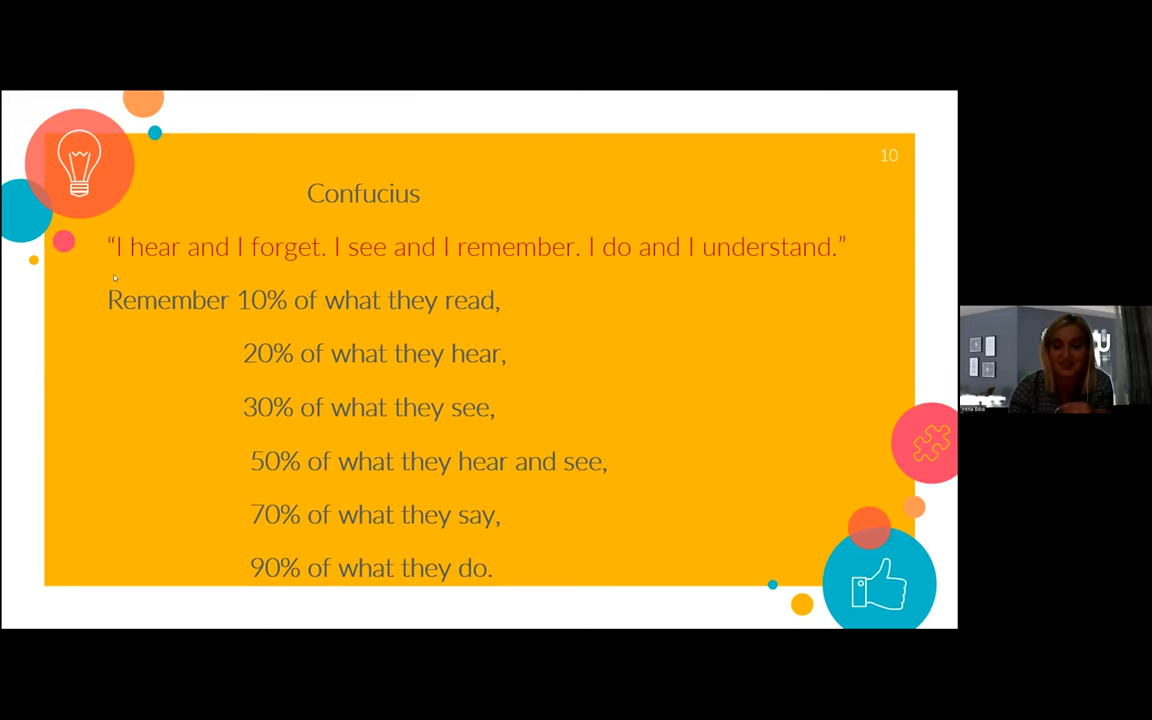 10
Confucius
“I hear and I forget. I see and I remember. I do and I understand.”
Remember 10% of what they read,
20% of what they hear,
30% of what they see,
50% of what they hear and see,
70% of what they say,
90% of what they do.